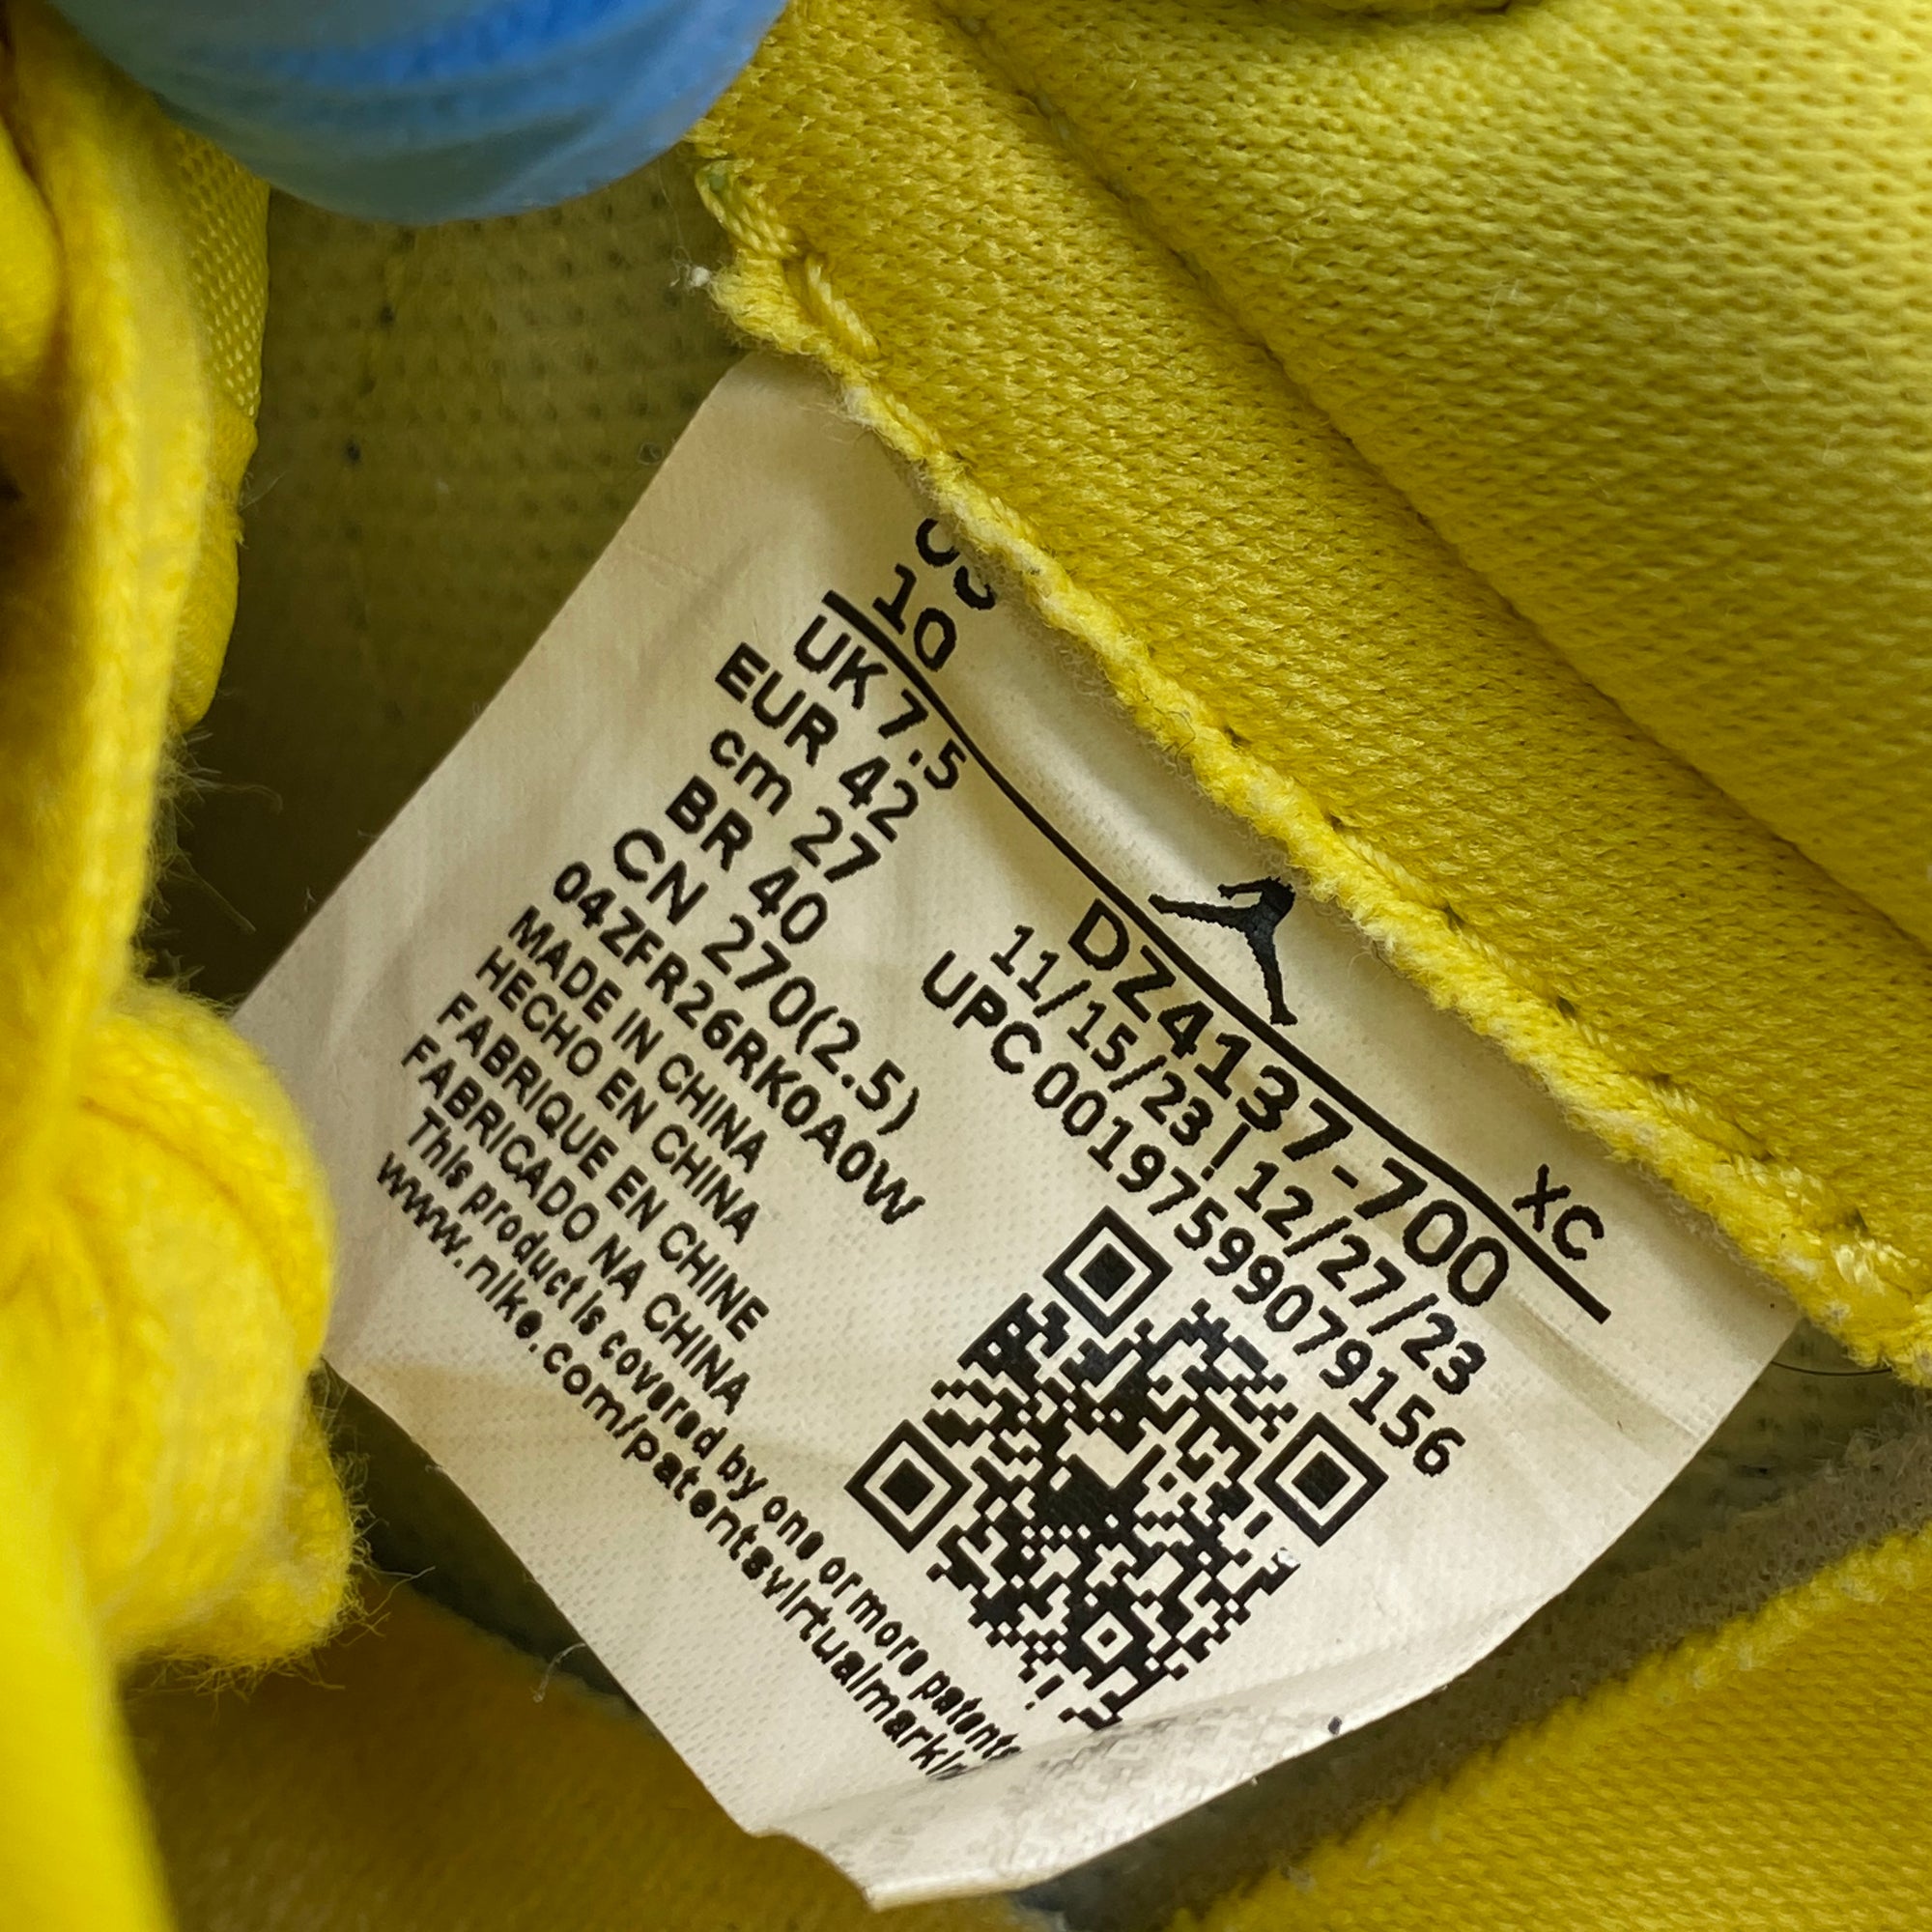 US
10
UK 7.5
EUR 42
cm 27
BR 40
CN 270(2.5)
04ZFR26RK0A0W
MADE IN CHINA
HECHO EN CHINA
FABRIQUE EN CHINE
FABRICADO NA CHINA
This product is covered by one or more patents
www.nike.com/patentsvirtualmarkin
XC
DZ4137-700
11/15/23 | 12/27/23
UPC 00197599079156